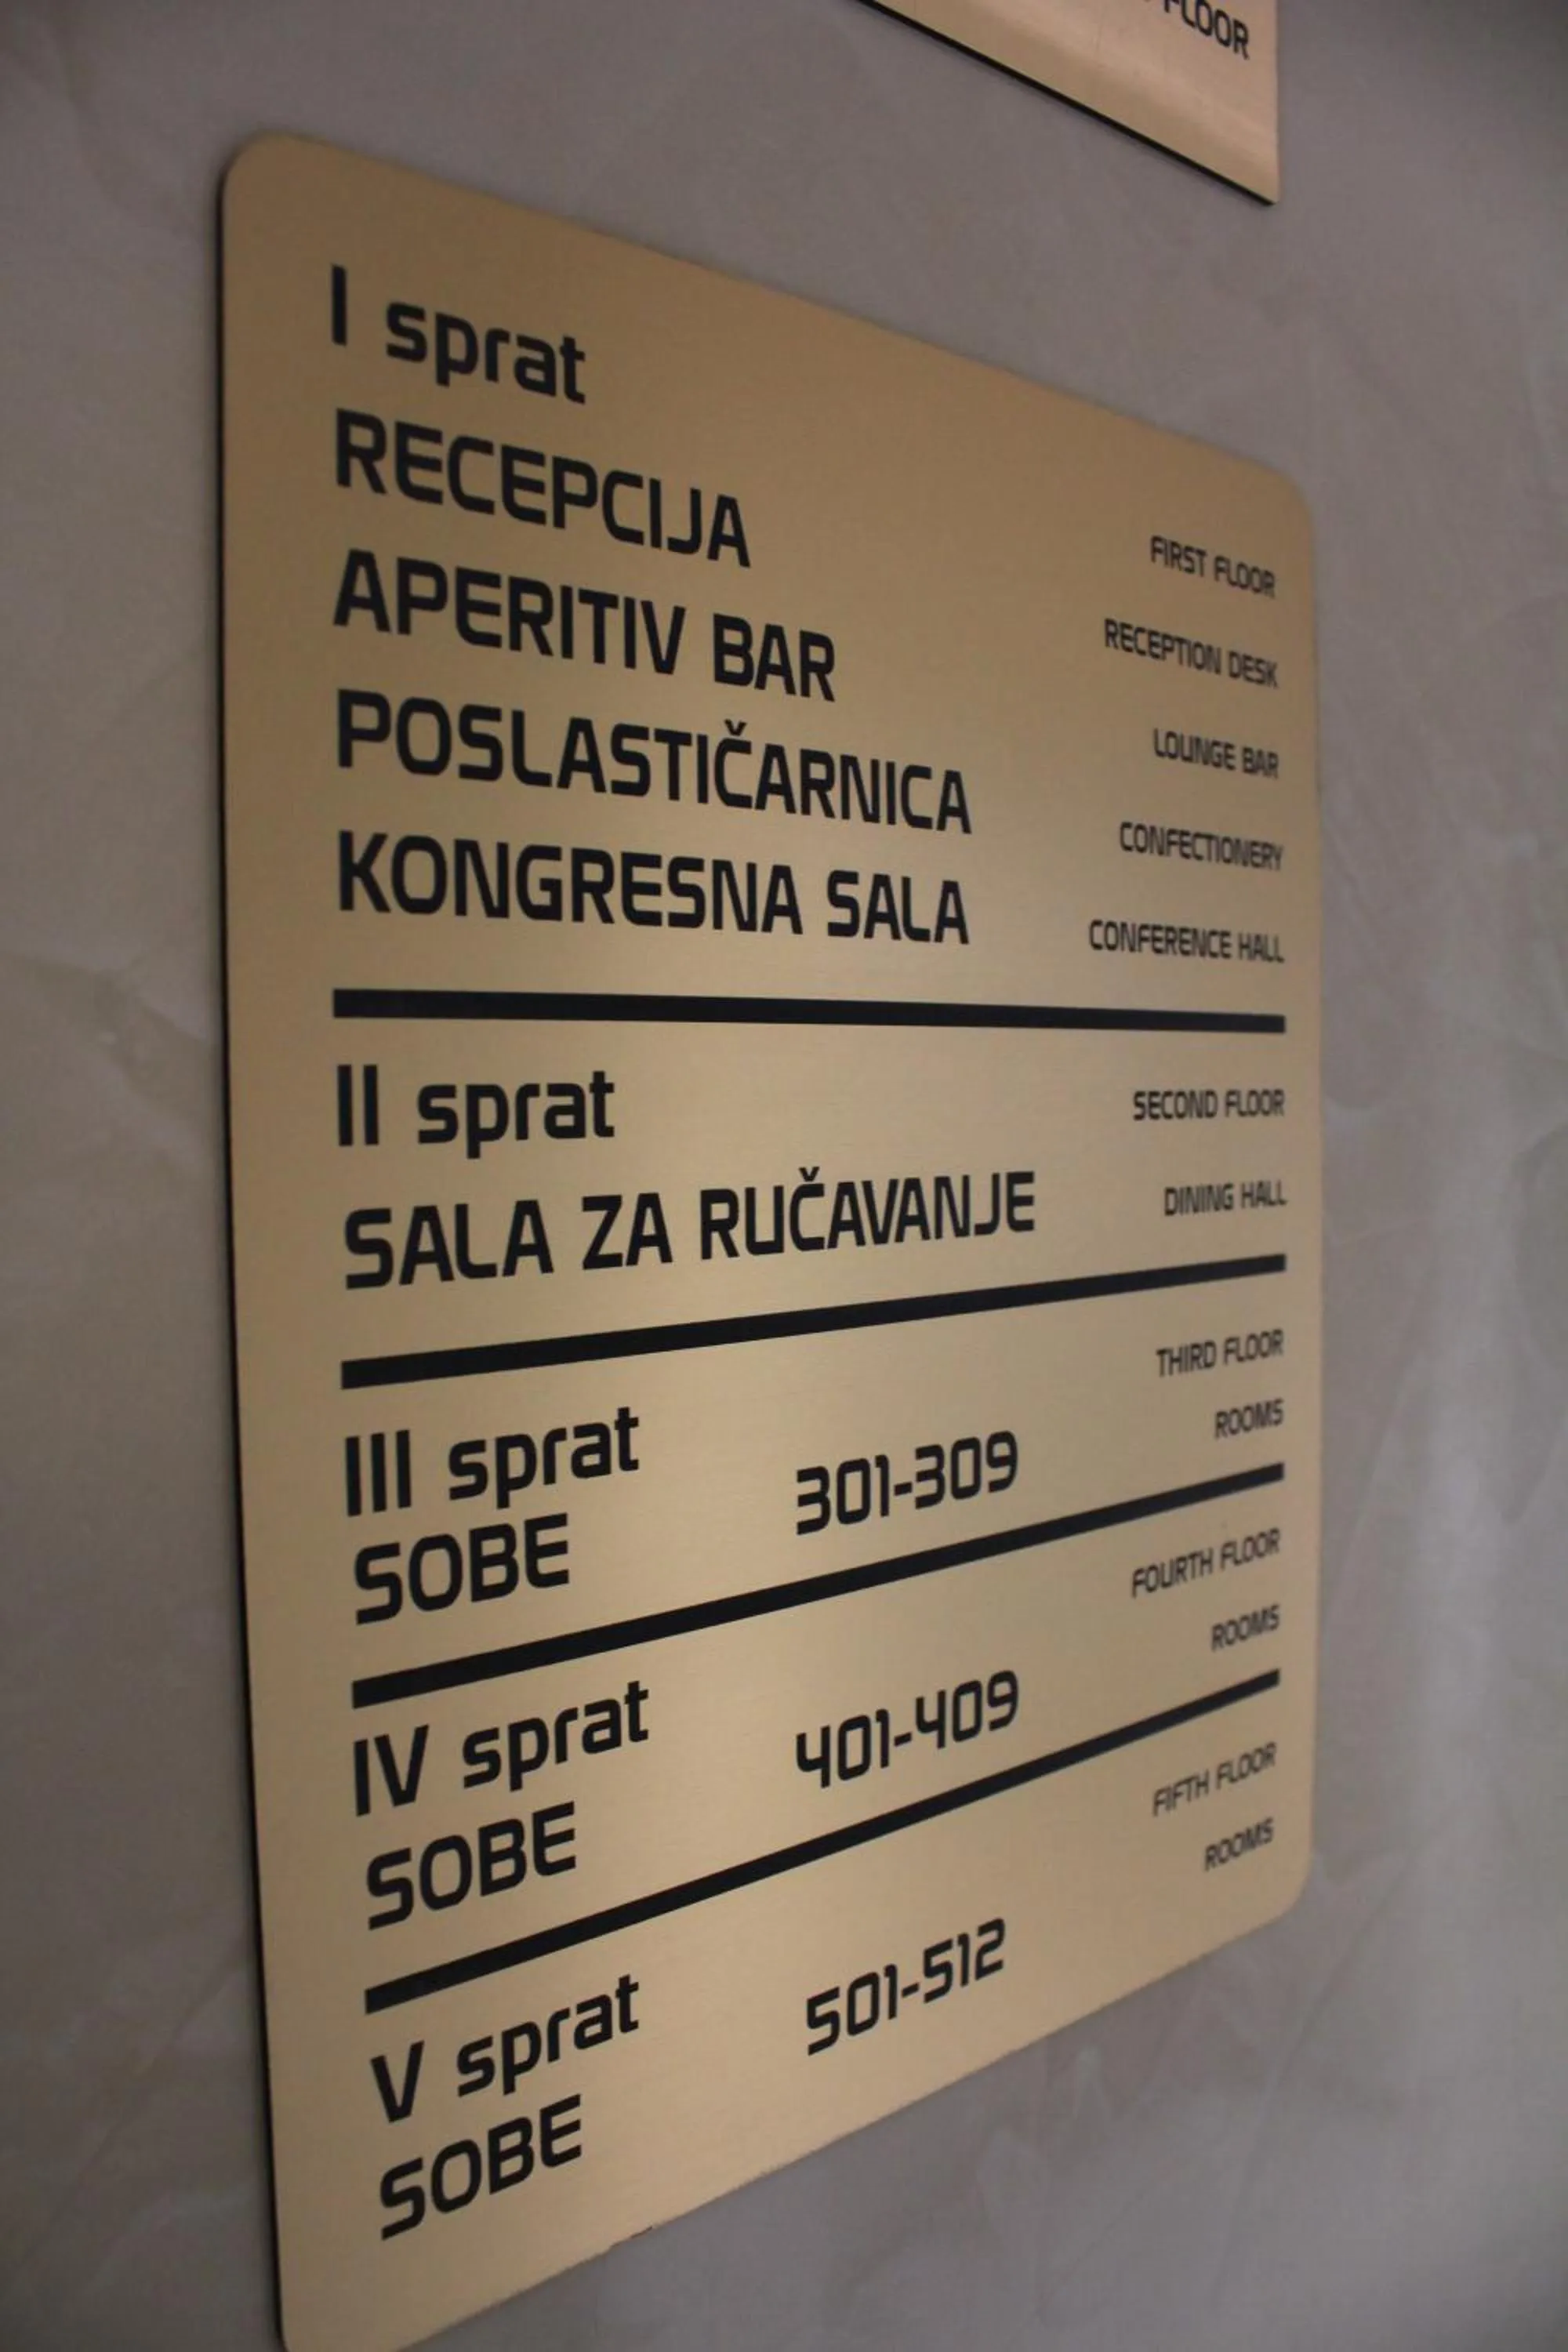 FLOOR
I sprat
RECEPCIJA
APERITIV BAR
POSLASTIČARNICA
KONGRESNA SALA
FIRST FLOOR
RECEPTION DESK
LOUNGE BAR
CONFECTIONERY
CONFERENCE HALL
II sprat
SALA ZA RUČAVANJE
SECOND FLOOR
DINING HALL
III sprat
SOBE
301-309
THIRD FLOOR
ROOMS
IV sprat
SOBE
401-409
FOURTH FLOOR
ROOMS
V sprat
SOBE
501-512
FIFTH FLOOR
ROOMS